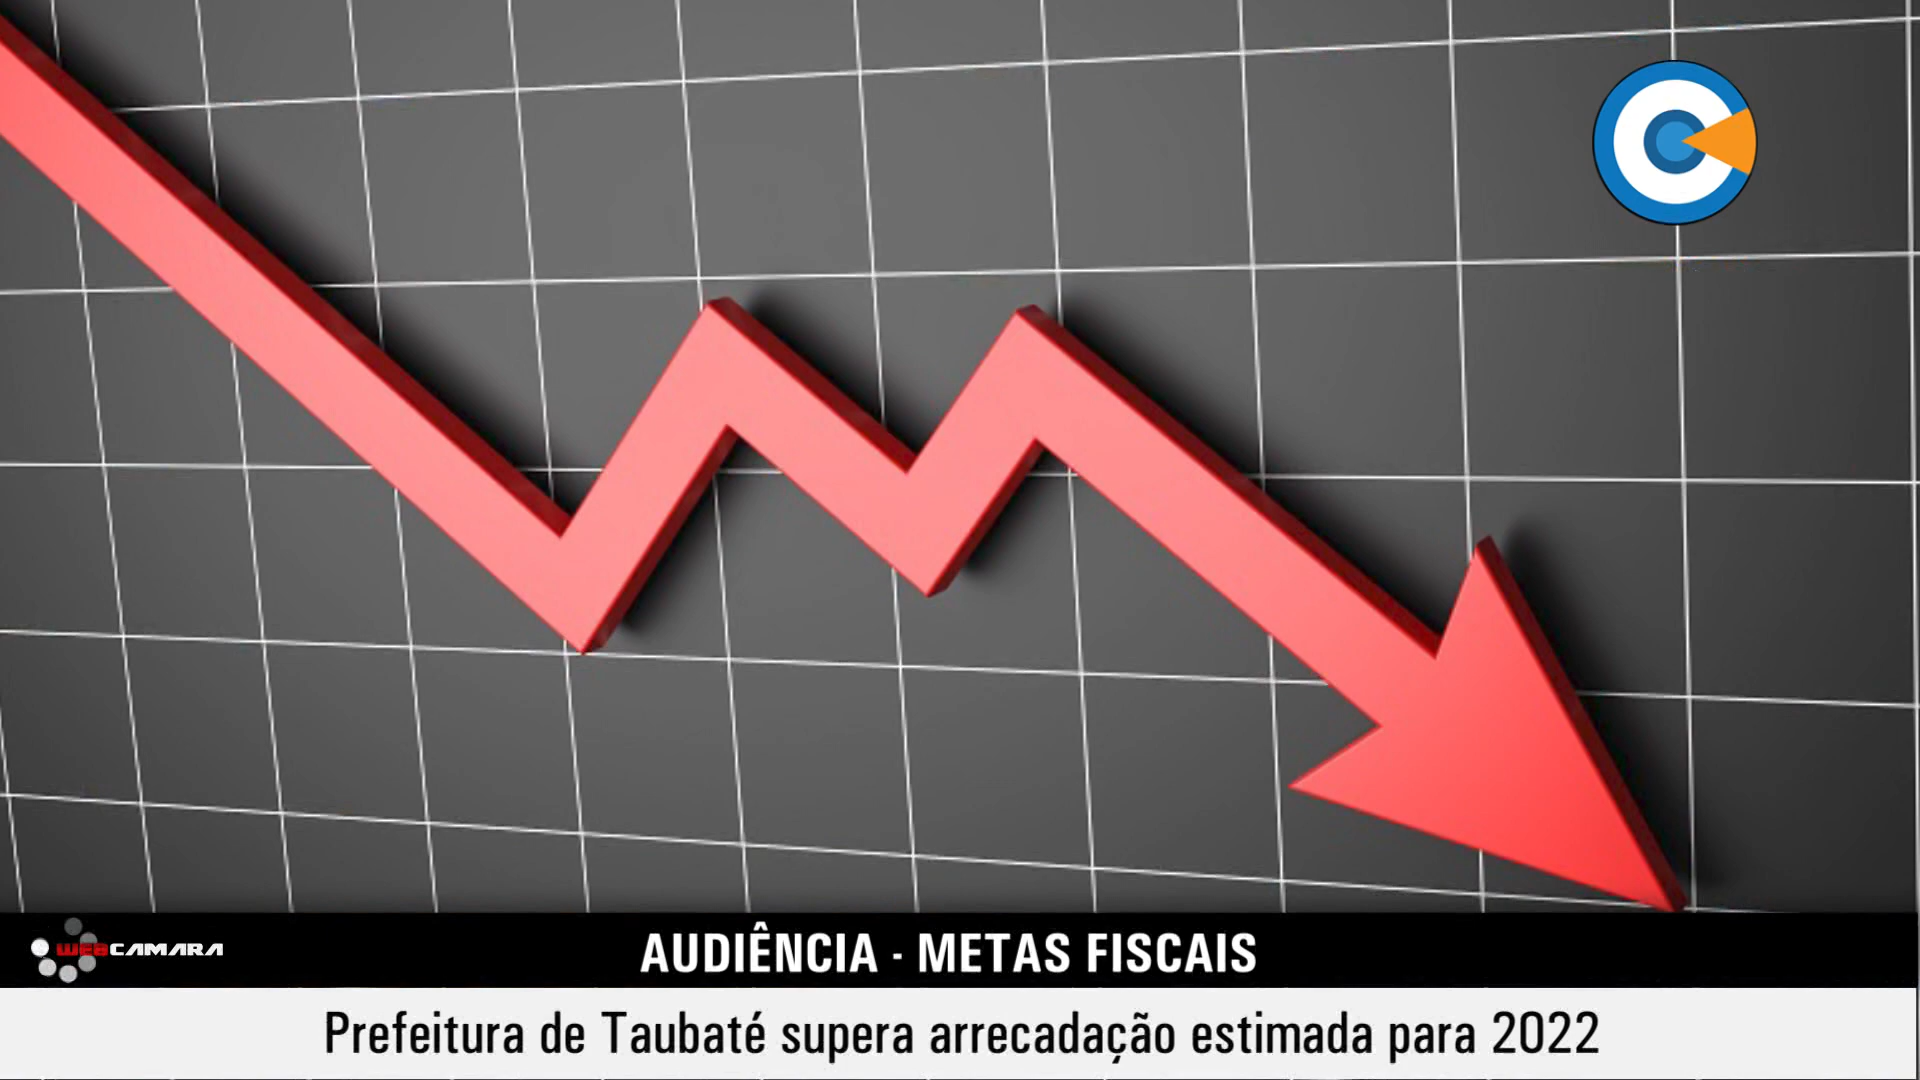 WEBCAMARA
AUDIÊNCIA - METAS FISCAIS
Prefeitura de Taubaté supera arrecadação estimada para 2022